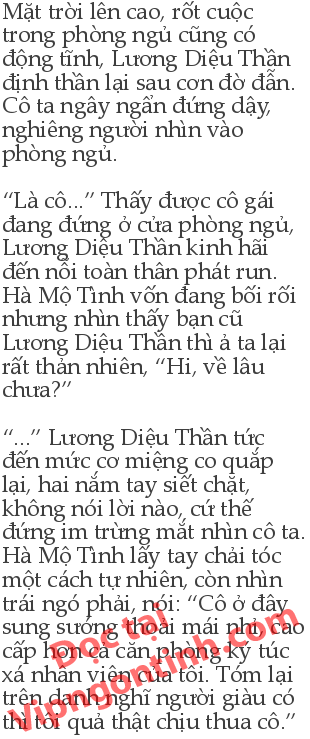 Mặt trời lên cao, rốt cuộc
trong phòng ngủ cũng có
động tĩnh, Lương Diệu Thần
định thần lại sau cơn đờ đẫn.
Cô ta ngây ngẩn đứng dậy,
nghiêng người nhìn vào
phòng ngủ.

“Là cô...” Thấy được cô gái
đang đứng ở cửa phòng ngủ,
Lương Diệu Thần kinh hãi
đến nỗi toàn thân phát run.
Hà Mộ Tình vốn đang bối rối
nhưng nhìn thấy bạn cũ
Lương Diệu Thần thì ả ta lại
rất thản nhiên, “Hi, về lâu
chưa?”

“...” Lương Diệu Thần tức
đến mức cơ miệng co quắp
lại, hai nắm tay siết chặt,
không nói lời nào, cứ thế
đứng im trừng mắt nhìn cô ta.
Hà Mộ Tình lấy tay chải tóc
một cách tự nhiên, còn nhìn
trái ngó phải, nói: “Cô ở đây
sung sướng thoải mái nhỉ, cao
cấp hơn cả căn phòng ký túc
xá nhân viên của tôi. Tóm lại
trên danh nghĩ người giàu có
thì tôi quả thật chịu thua cô.”
Đọc tại
Vipngontinh.com